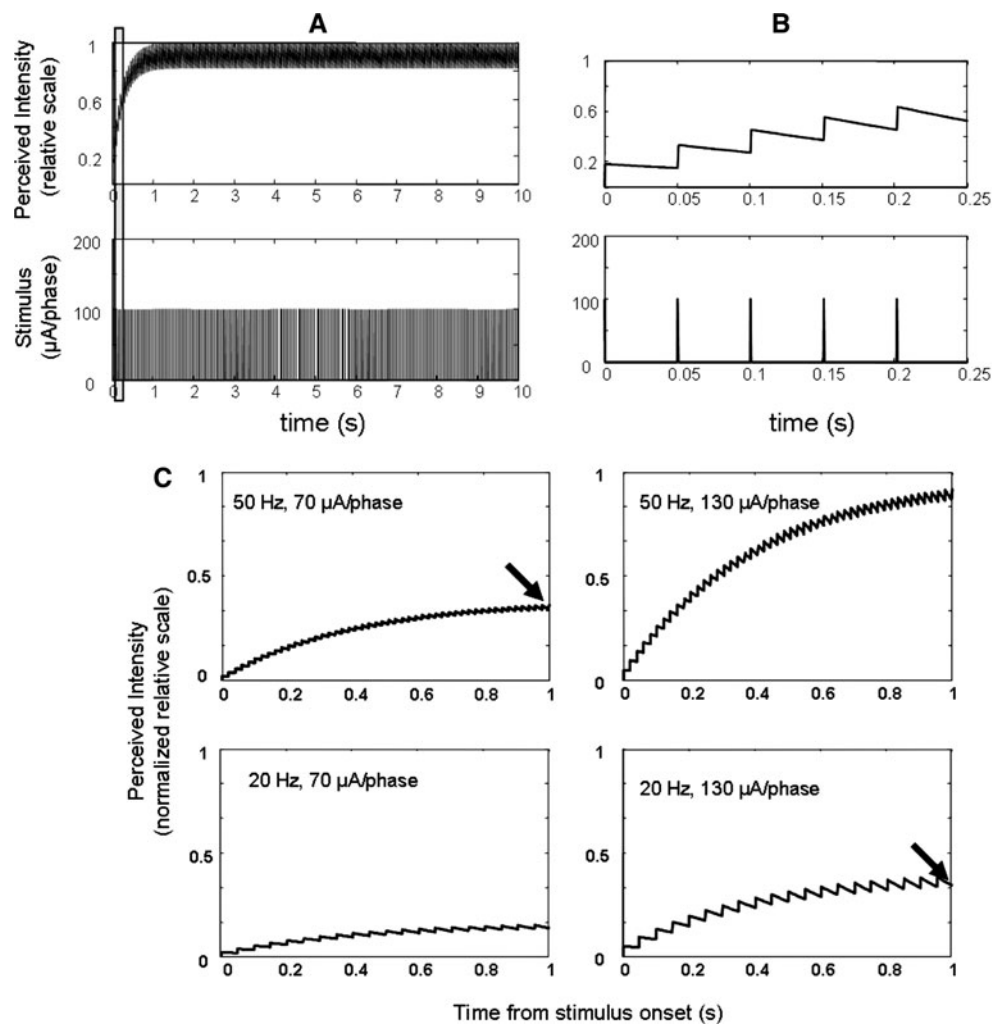 A
Perceived Intensity
(relative scale)
1
0.6
0.2
0 1 2 3 4 5 6 7 8 9 10
Stimulus
(µA/phase)
200
100
0
0 1 2 3 4 5 6 7 8 9 10
time (s)
B
1
0.6
0.2
0 0.05 0.1 0.15 0.2 0.25
200
100
0
0 0.05 0.1 0.15 0.2 0.25
time (s)
C
Perceived Intensity
(normalized relative scale)
50 Hz, 70 µA/phase
1
0.5
0
0 0.2 0.4 0.6 0.8 1
50 Hz, 130 µA/phase
1
0.5
0
0 0.2 0.4 0.6 0.8 1
20 Hz, 70 µA/phase
1
0.5
0
0 0.2 0.4 0.6 0.8 1
20 Hz, 130 µA/phase
1
0.5
0
0 0.2 0.4 0.6 0.8 1
Time from stimulus onset (s)